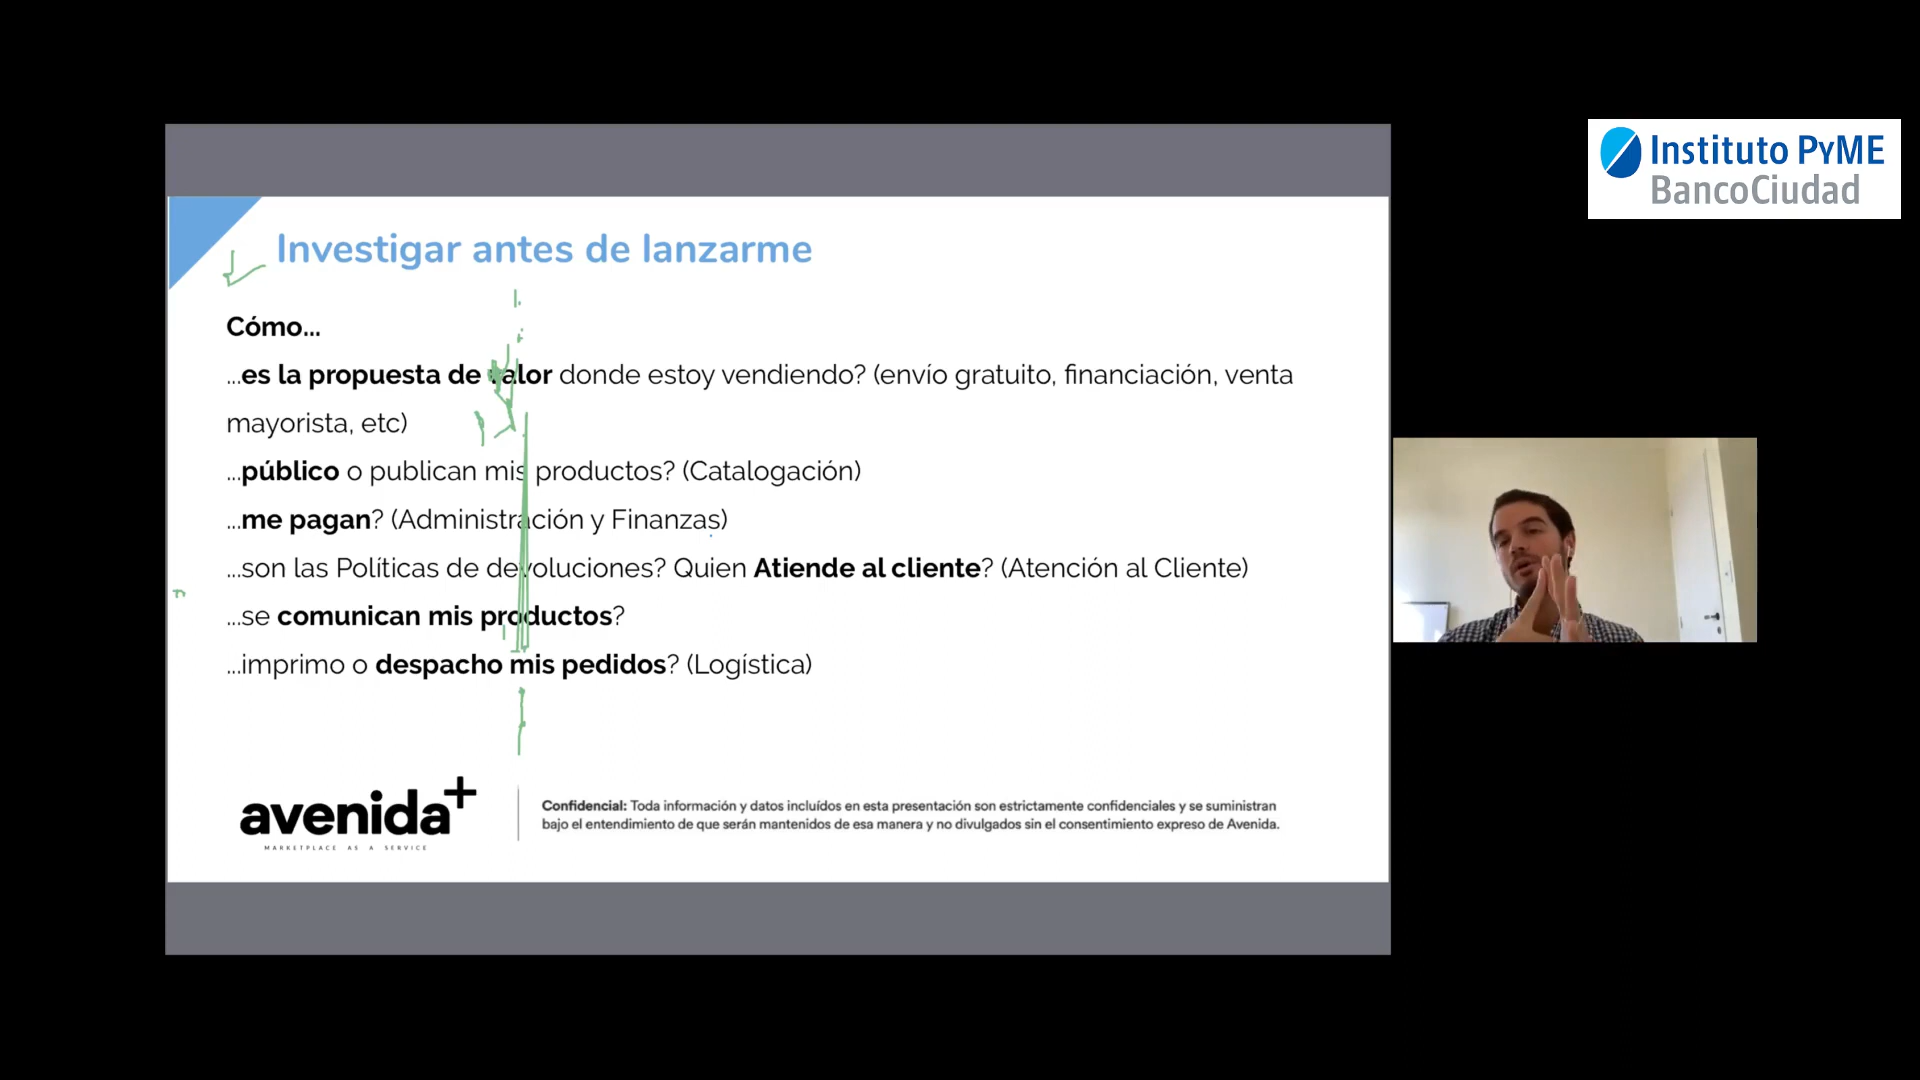 Instituto PyME
BancoCiudad
Investigar antes de lanzarme
Cómo...
...es la propuesta de valor donde estoy vendiendo? (envío gratuito, financiación, venta
mayorista, etc)
...público o publican mis productos? (Catalogación)
...me pagan? (Administración y Finanzas)
...son las Políticas de devoluciones? Quien Atiende al cliente? (Atención al Cliente)
...se comunican mis productos?
...imprimo o despacho mis pedidos? (Logística)
avenida+
MARKETPLACE AS A SERVICE
Confidencial: Toda información y datos incluídos en esta presentación son estrictamente confidenciales y se suministran
bajo el entendimiento de que serán mantenidos de esa manera y no divulgados sin el consentimiento expreso de Avenida.